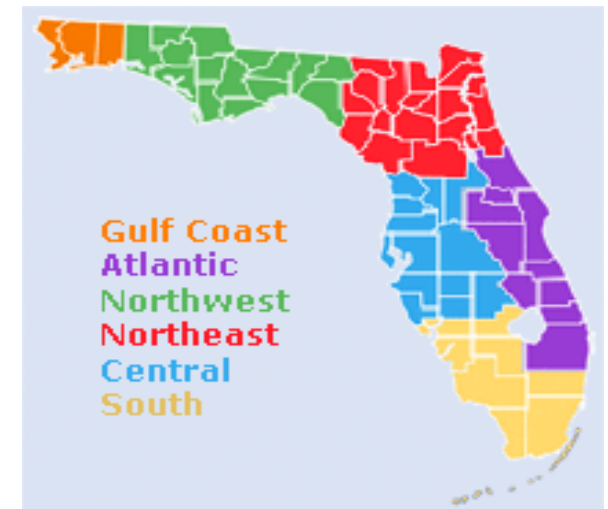 Gulf Coast
Atlantic
Northwest
Northeast
Central
South